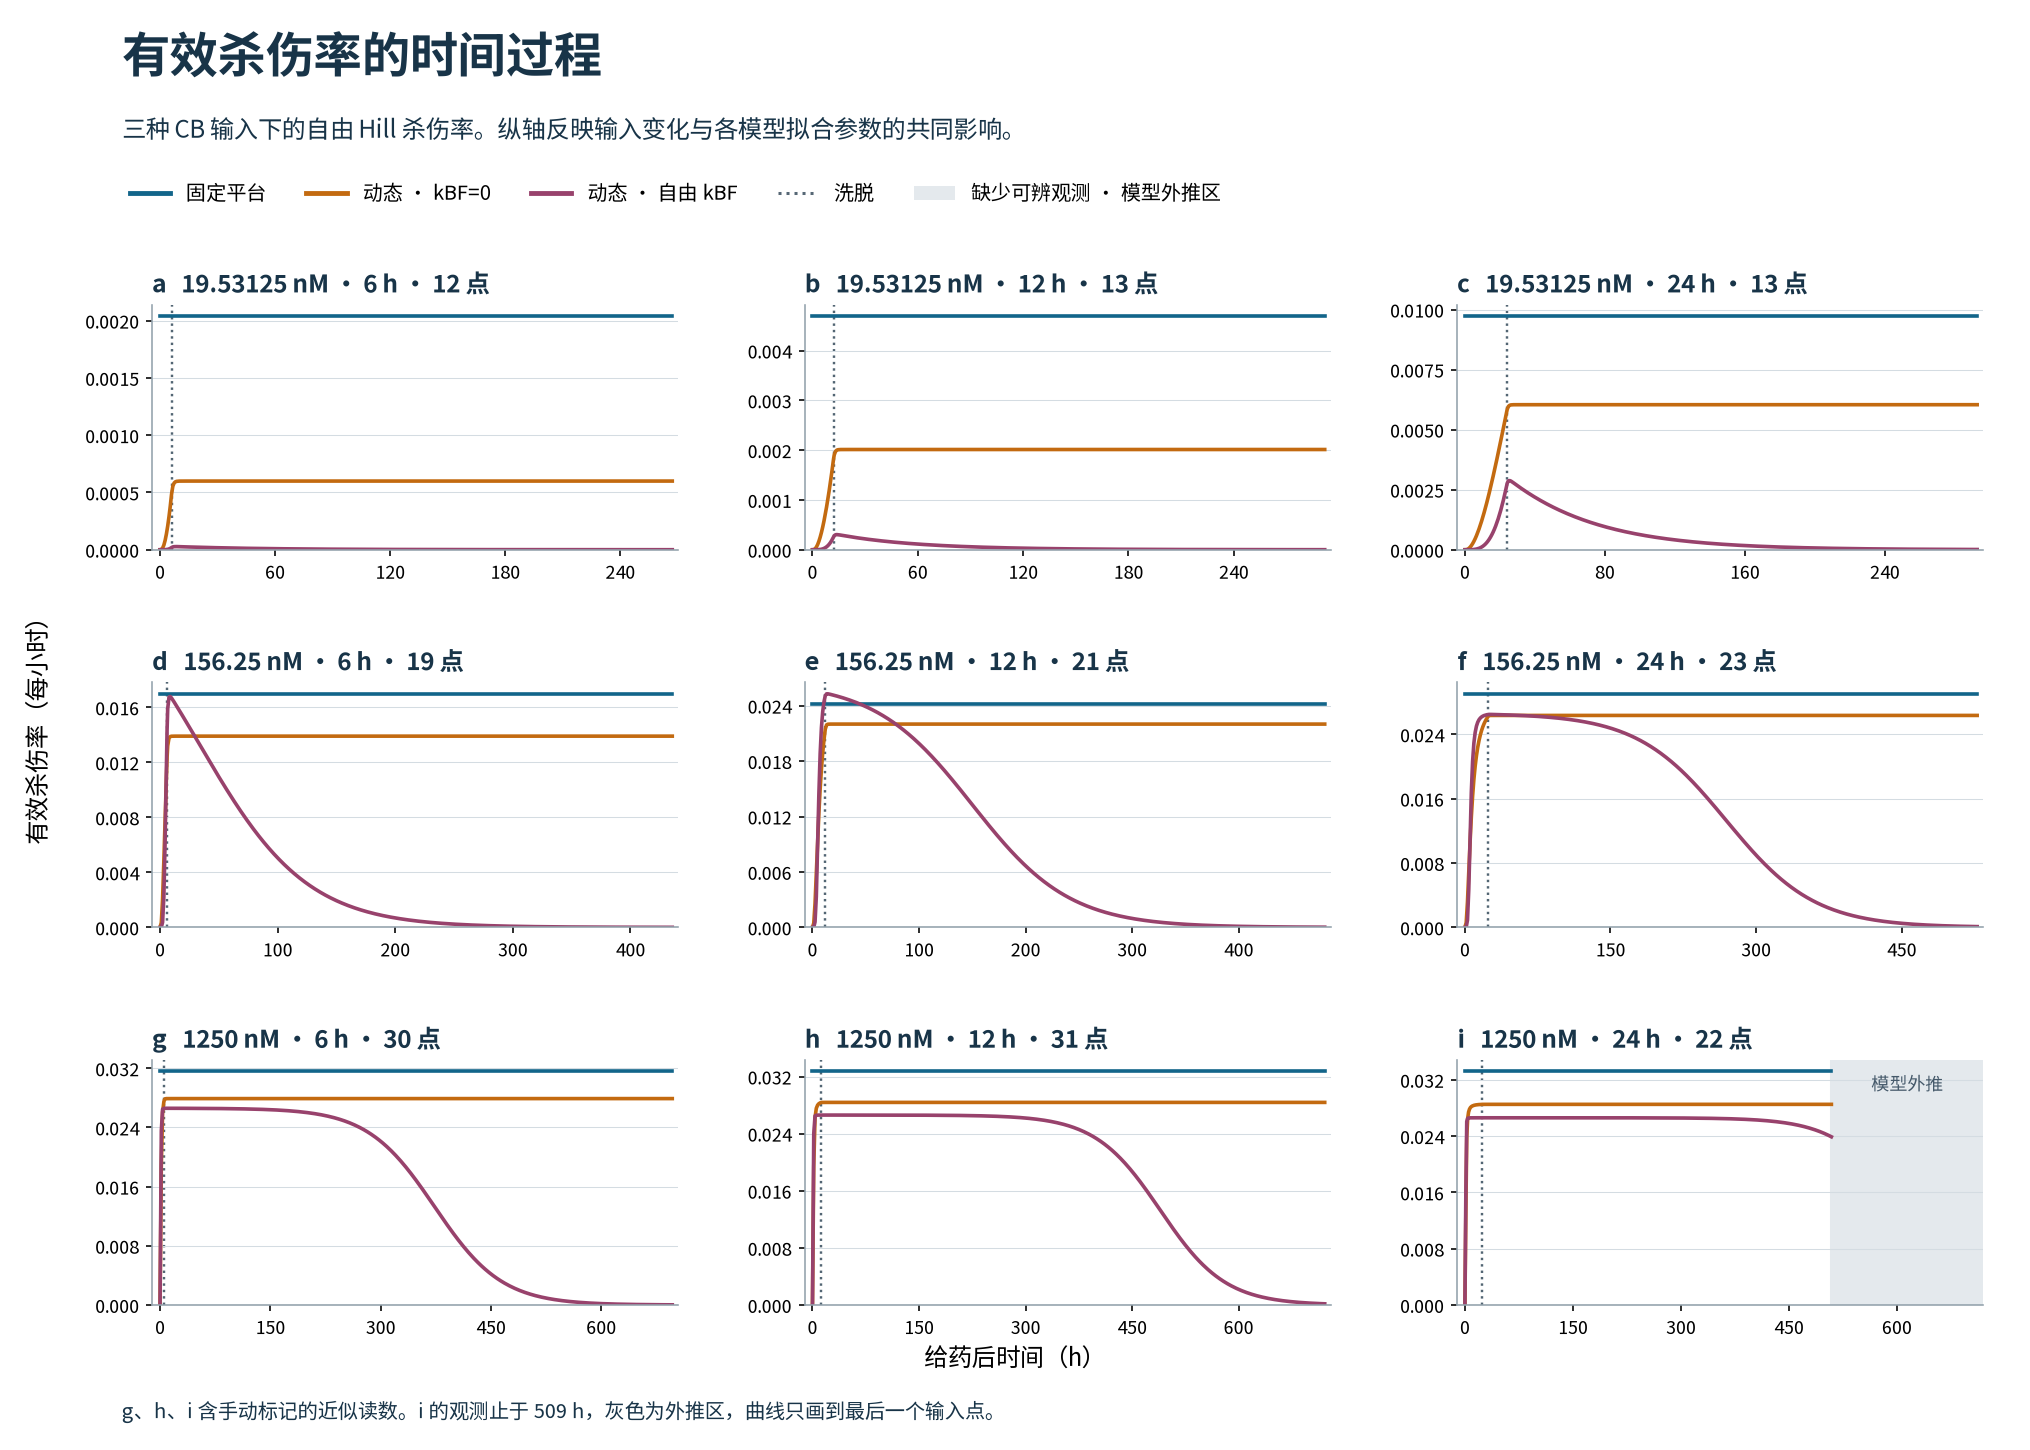 有效杀伤率的时间过程
三种 CB 输入下的自由 Hill 杀伤率。纵轴反映输入变化与各模型拟合参数的共同影响。
固定平台 动态 · kBF=0 动态 · 自由 kBF 洗脱 缺少可辨观测 · 模型外推区
a 19.53125 nM · 6 h · 12 点
0.0020
0.0015
0.0010
0.0005
0.0000
0 60 120 180 240
b 19.53125 nM · 12 h · 13 点
0.004
0.003
0.002
0.001
0.000
0 60 120 180 240
c 19.53125 nM · 24 h · 13 点
0.0100
0.0075
0.0050
0.0025
0.0000
0 80 160 240
有效杀伤率（每小时）
d 156.25 nM · 6 h · 19 点
0.016
0.012
0.008
0.004
0.000
0 100 200 300 400
e 156.25 nM · 12 h · 21 点
0.024
0.018
0.012
0.006
0.000
0 100 200 300 400
f 156.25 nM · 24 h · 23 点
0.024
0.016
0.008
0.000
0 150 300 450
g 1250 nM · 6 h · 30 点
0.032
0.024
0.016
0.008
0.000
0 150 300 450 600
h 1250 nM · 12 h · 31 点
0.032
0.024
0.016
0.008
0.000
0 150 300 450 600
i 1250 nM · 24 h · 22 点
模型外推
0.032
0.024
0.016
0.008
0.000
0 150 300 450 600
给药后时间（h）
g、h、i 含手动标记的近似读数。i 的观测止于 509 h，灰色为外推区，曲线只画到最后一个输入点。